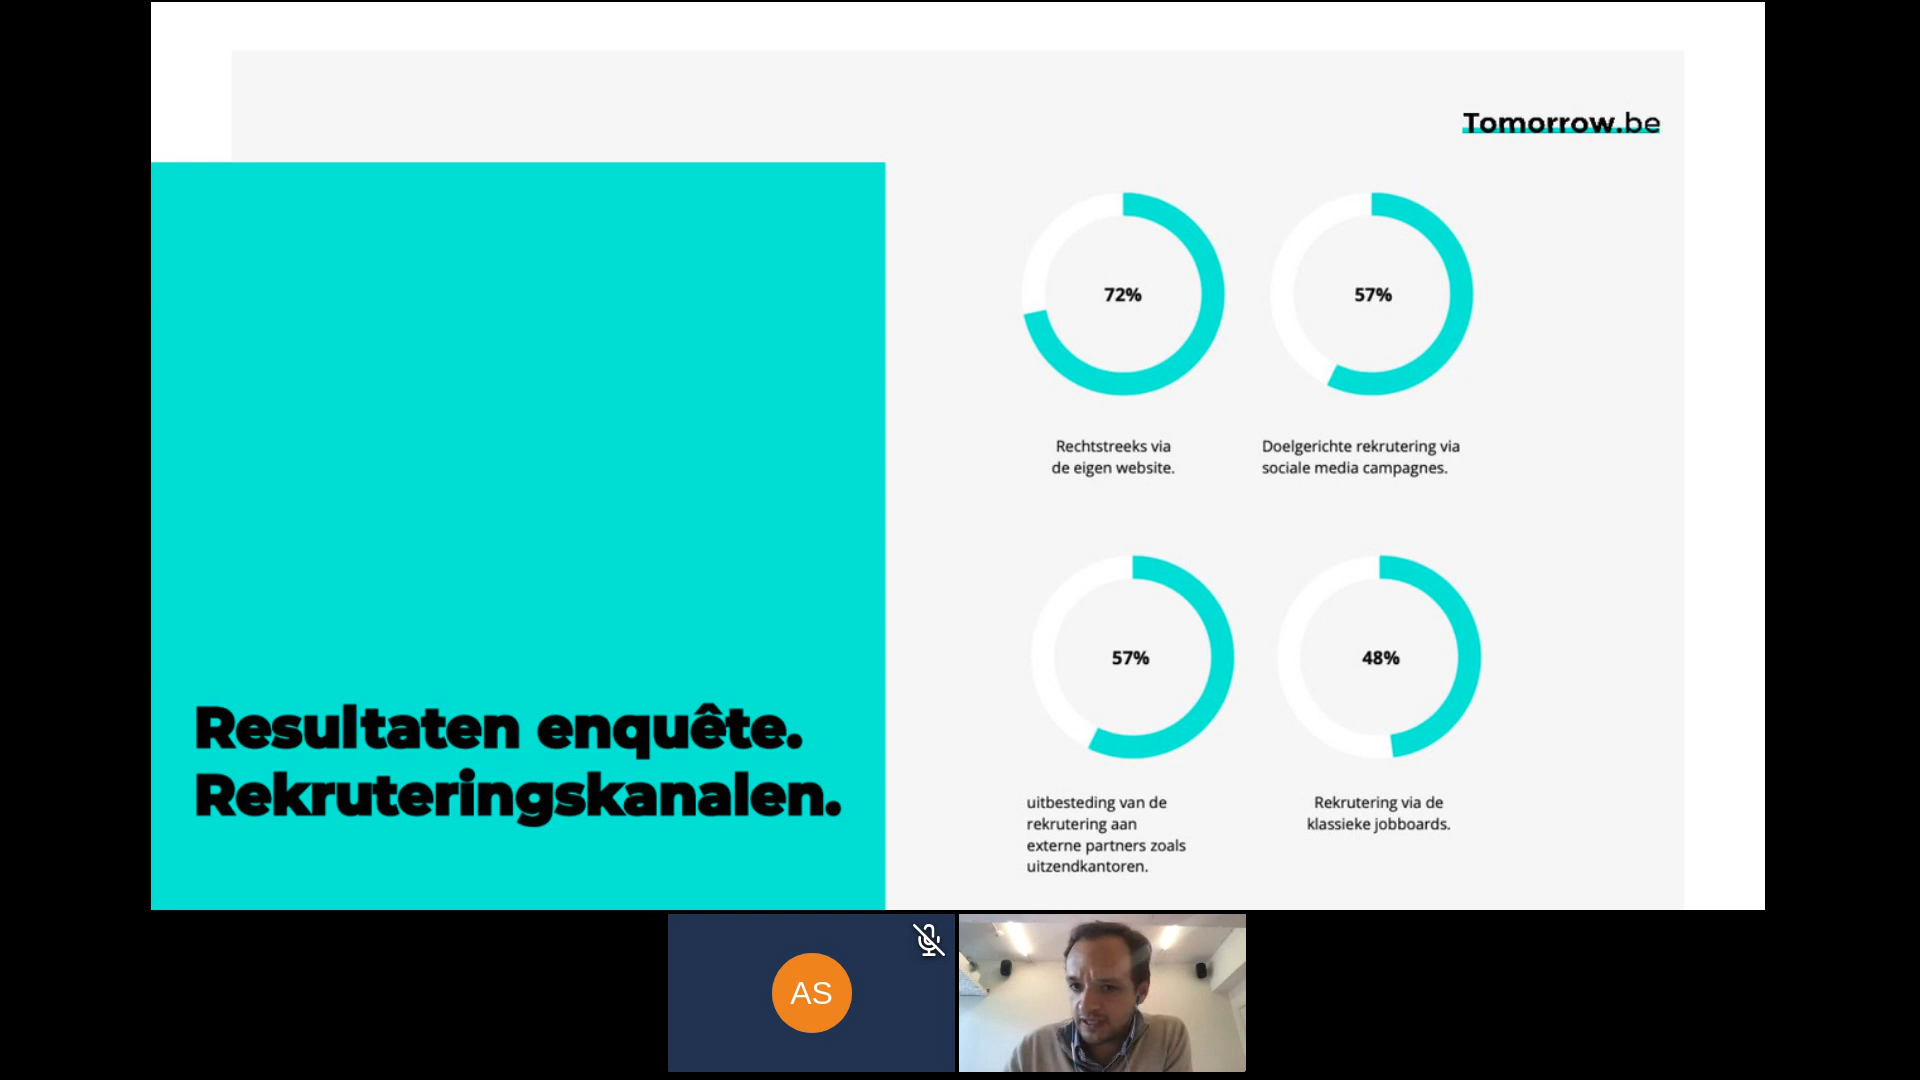 Tomorrow.be
72%
57%
Rechtstreeks via
de eigen website.
Doelgerichte rekrutering via
sociale media campagnes.
57%
48%
uitbesteding van de
rekrutering aan
externe partners zoals
uitzendkantoren.
Rekrutering via de
klassieke jobboards.
Resultaten enquête.
Rekruteringskanalen.
AS